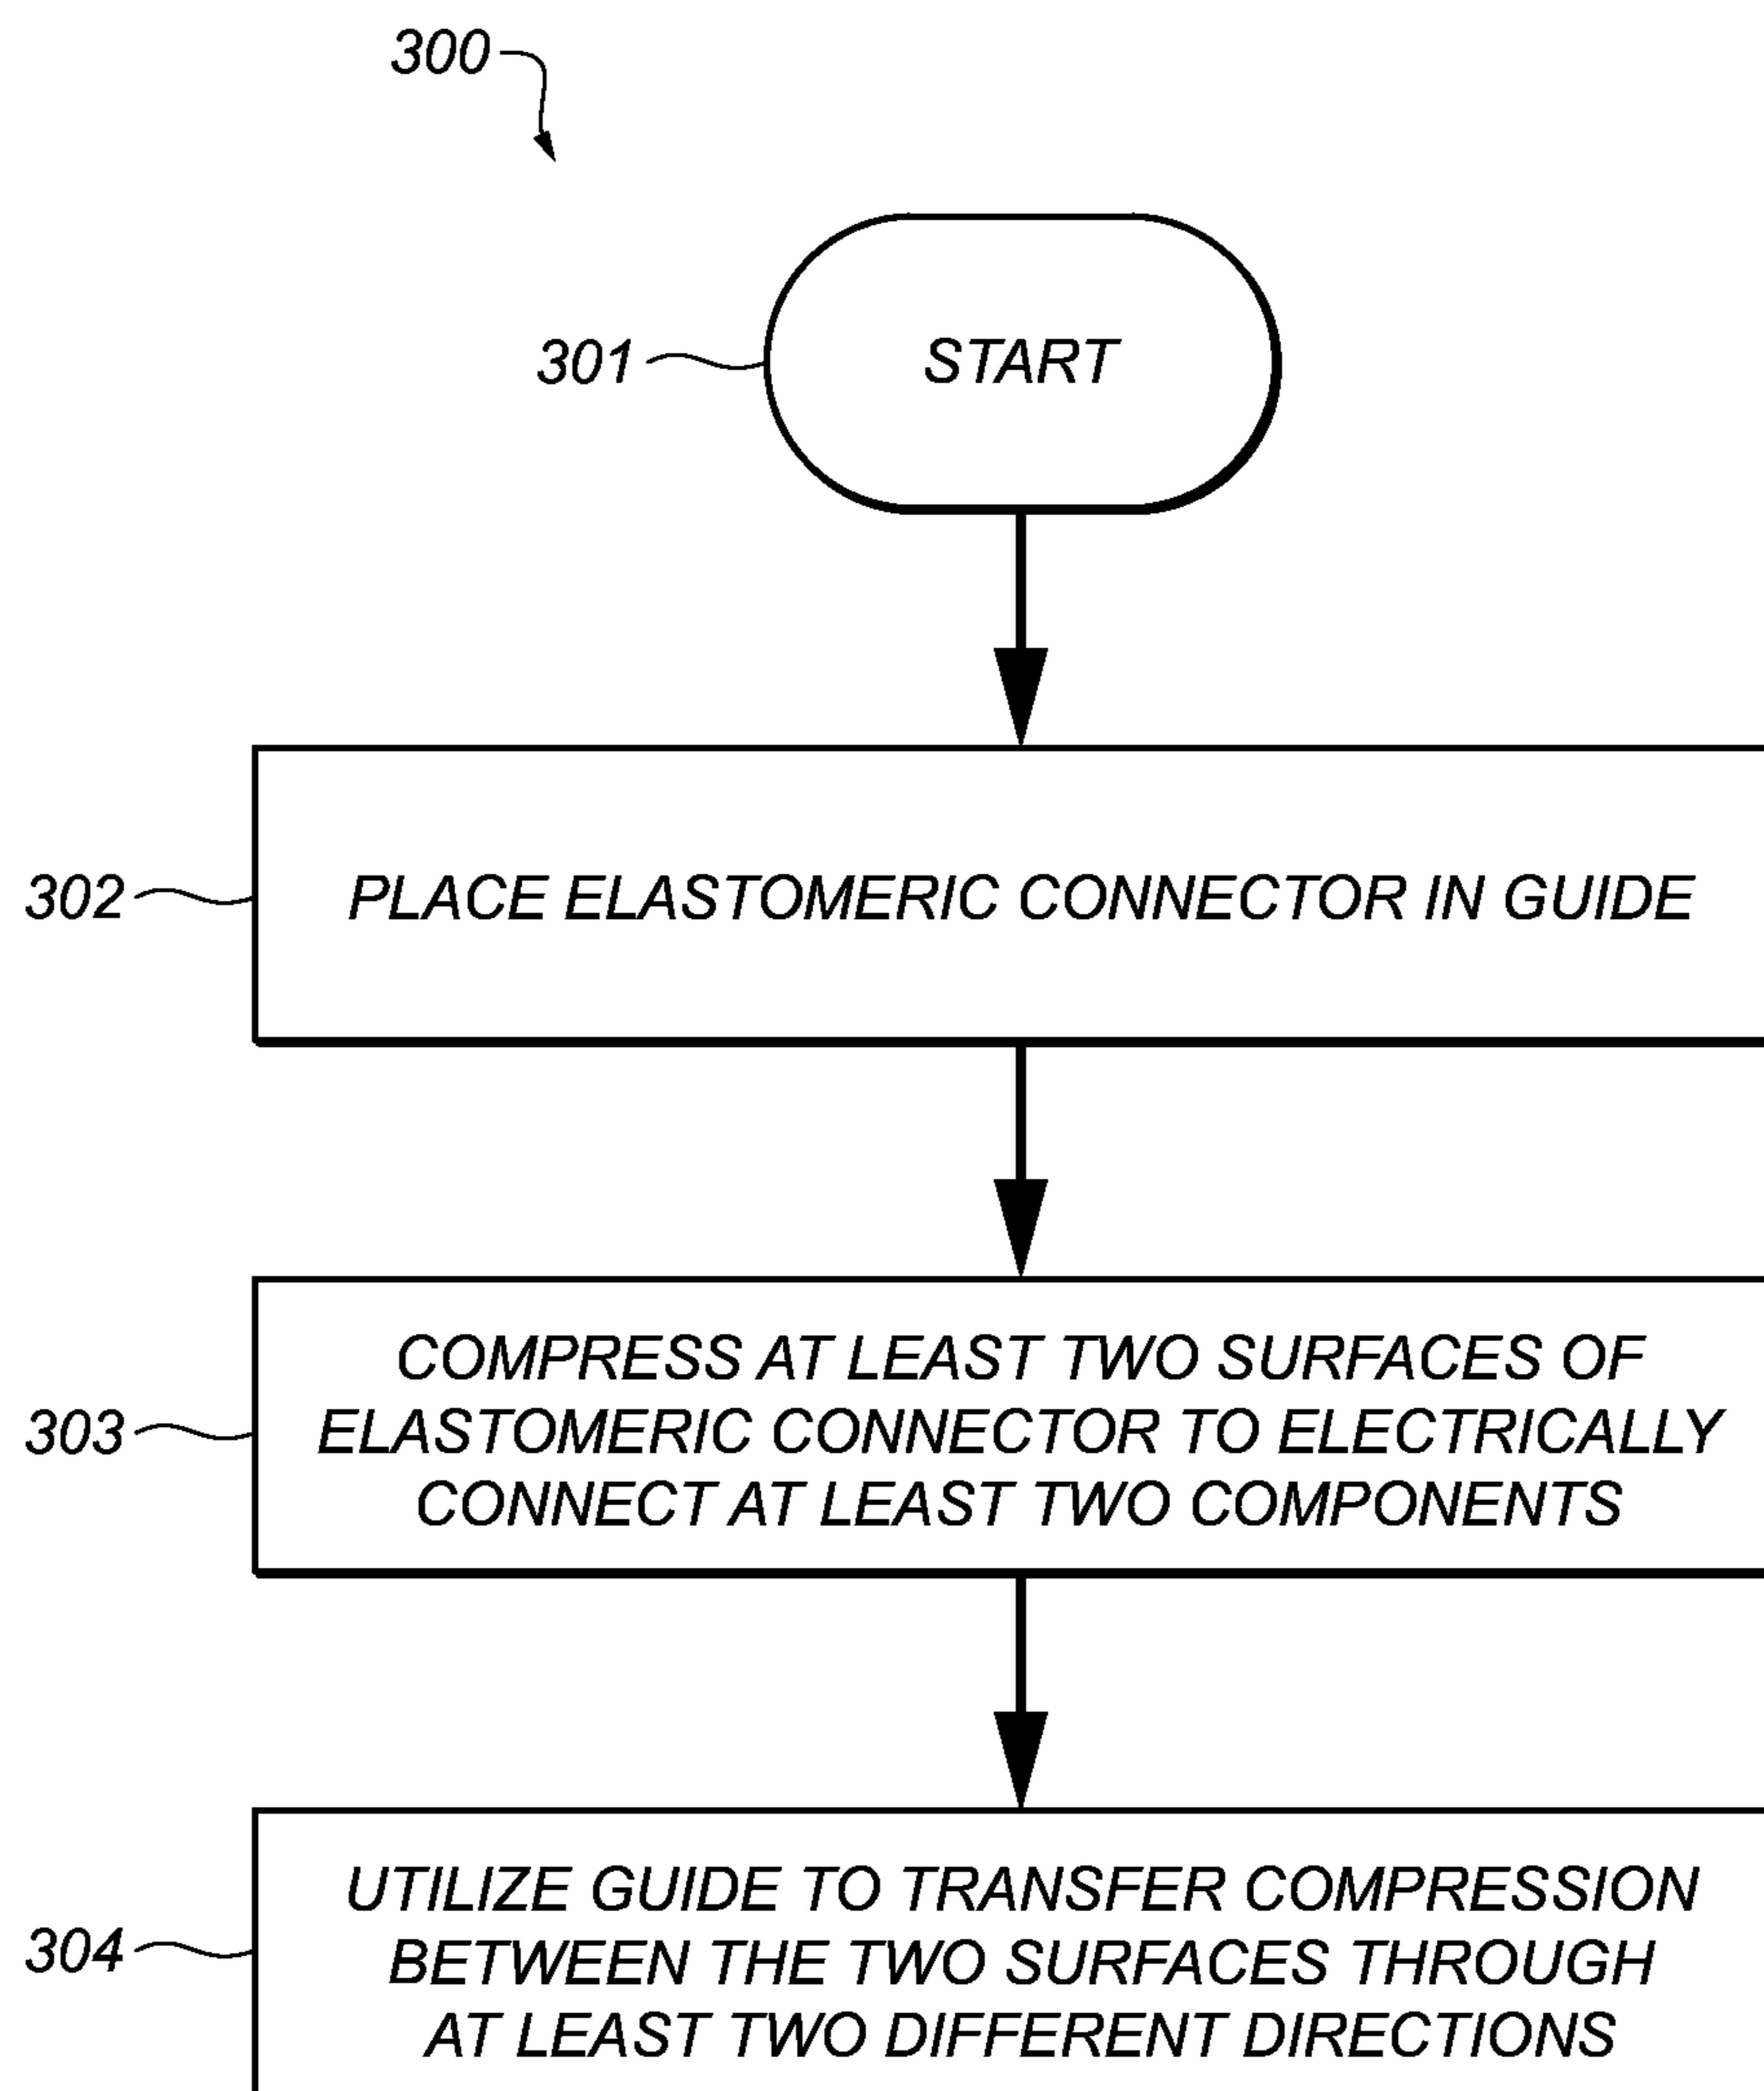 300
301
START
302
PLACE ELASTOMERIC CONNECTOR IN GUIDE
303
COMPRESS AT LEAST TWO SURFACES OF
ELASTOMERIC CONNECTOR TO ELECTRICALLY
CONNECT AT LEAST TWO COMPONENTS
304
UTILIZE GUIDE TO TRANSFER COMPRESSION
BETWEEN THE TWO SURFACES THROUGH
AT LEAST TWO DIFFERENT DIRECTIONS